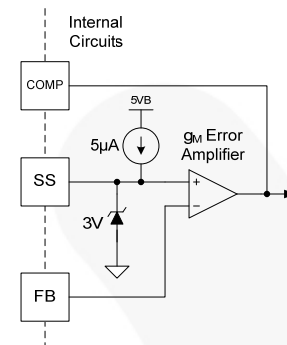 Internal
Circuits
COMP
5VB
5µA
gM Error
Amplifier
SS
+
−
3V
FB